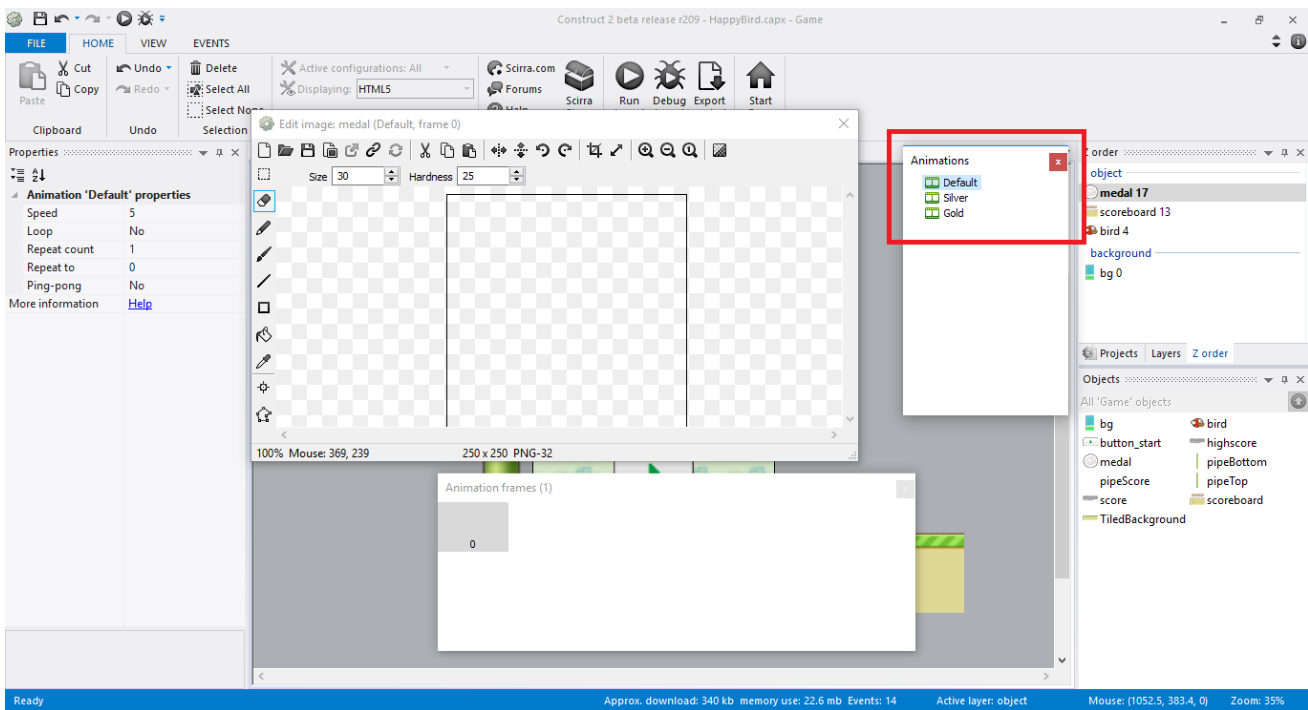 Construct 2 beta release r209 - HappyBird.capx - Game
FILE HOME VIEW EVENTS
Cut Undo Delete Active configurations: All Scirra.com
Paste Copy Redo Select All Displaying: HTML5 Forums
Select None Help Scirra Run Debug Export Start
Clipboard Undo Selection
Edit image: medal (Default, frame 0)
Properties
Animation 'Default' properties
Speed 5
Loop No
Repeat count 1
Repeat to 0
Ping-pong No
More information Help
Size 30 Hardness 25
100% Mouse: 369, 239 250 x 250 PNG-32
Animation frames (1)
0
Animations
Default
Silver
Gold
Z order
object
medal 17
scoreboard 13
bird 4
background
bg 0
Projects Layers Z order
Objects
All 'Game' objects
bg bird
button_start highscore
medal pipeBottom
pipeScore pipeTop
score scoreboard
TiledBackground
Ready Approx. download: 340 kb memory use: 22.6 mb Events: 14 Active layer: object Mouse: (1052.5, 383.4, 0) Zoom: 35%